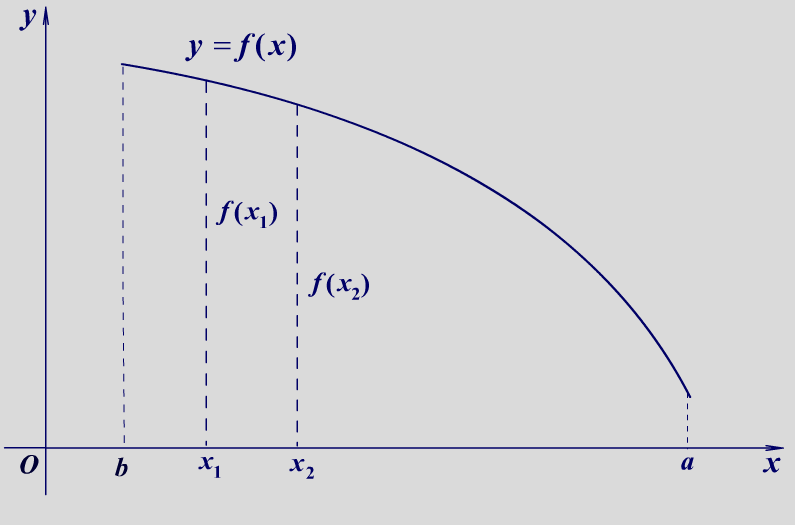 y
y = f(x)
f(x₁)
f(x₂)
O b x₁ x₂ a x